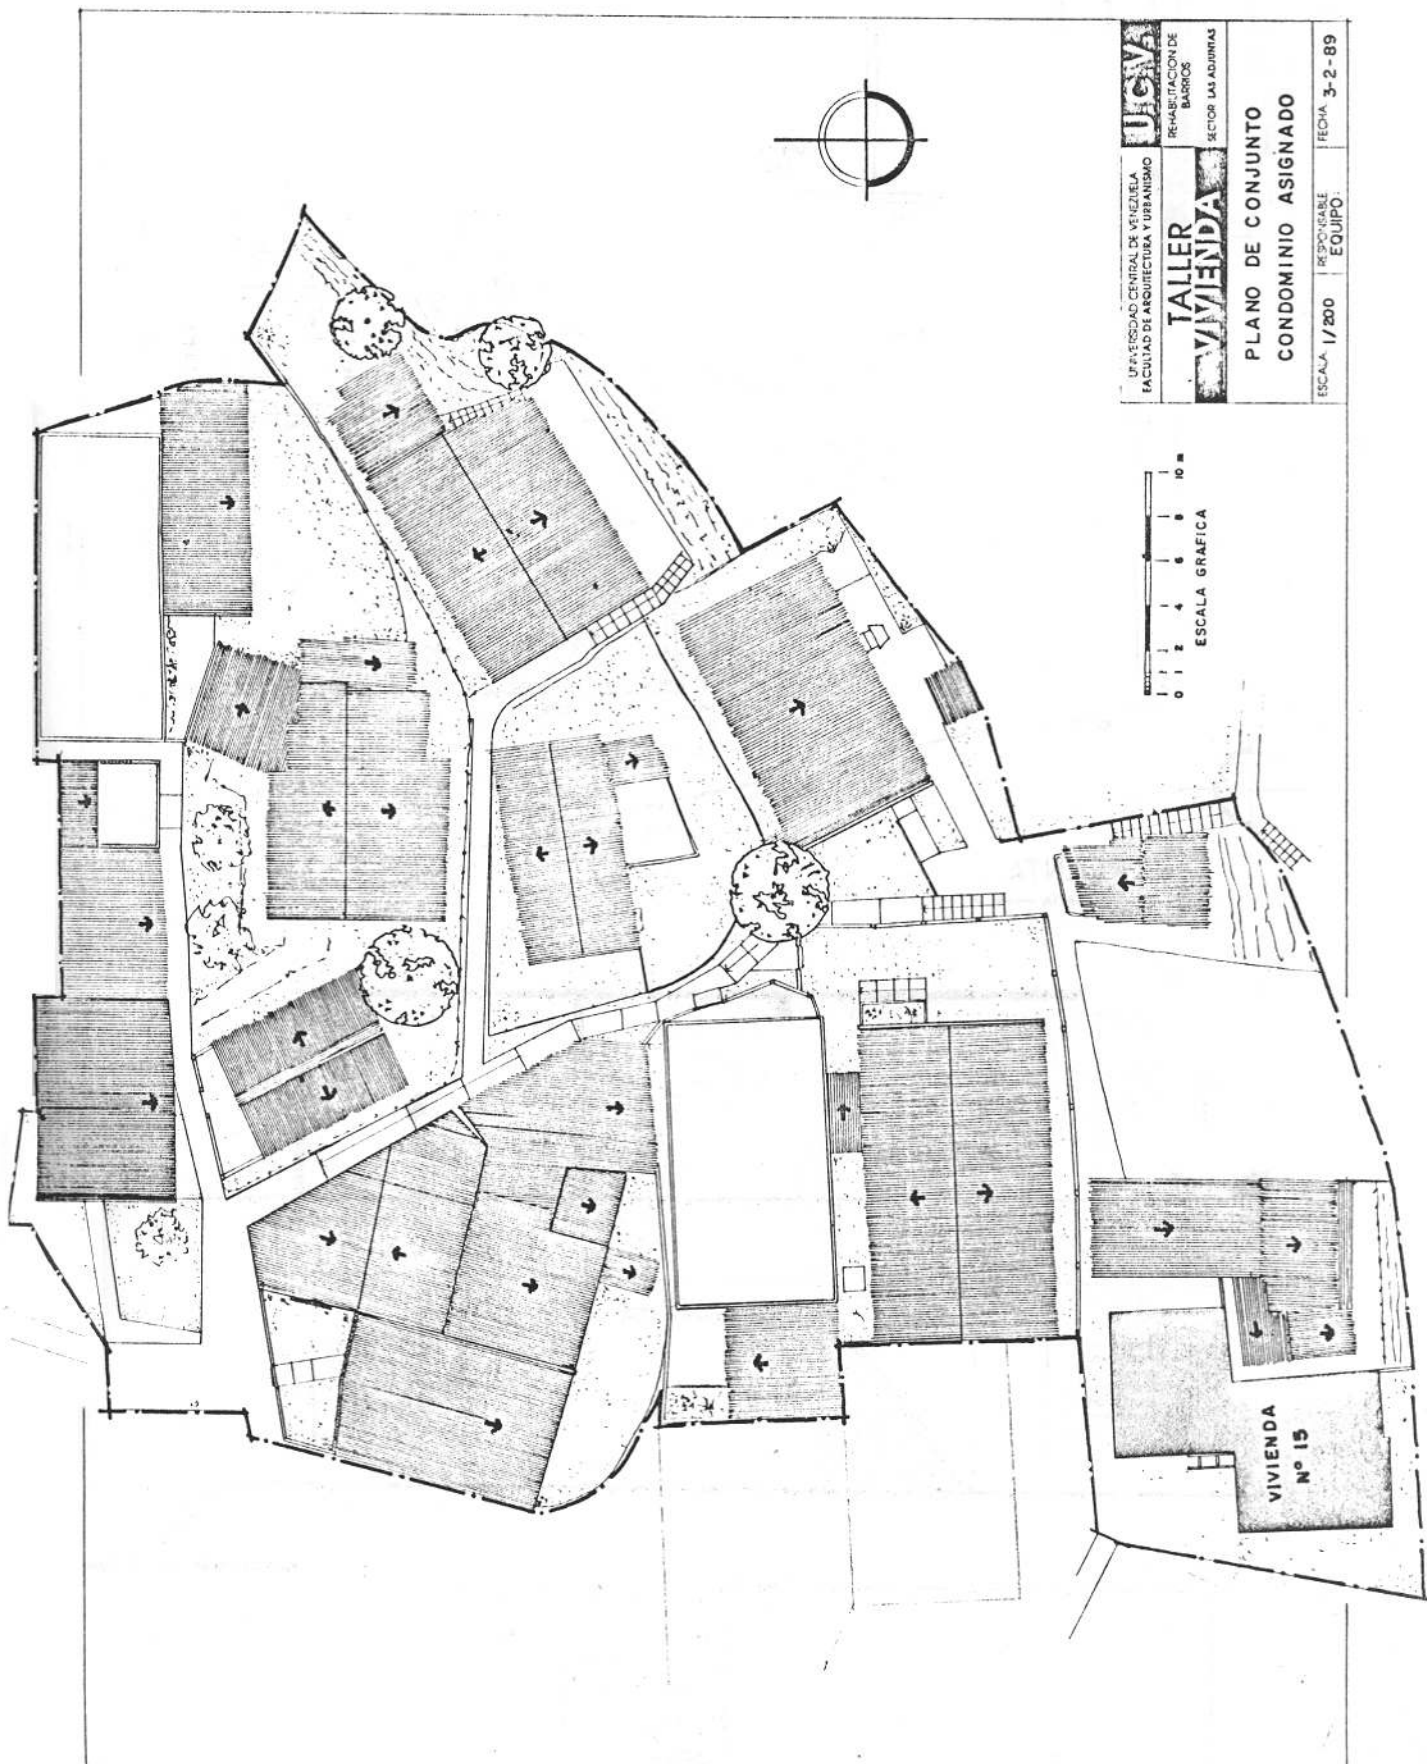 UNIVERSIDAD CENTRAL DE VENEZUELA
FACULTAD DE ARQUITECTURA Y URBANISMO
UCV
TALLER
VIVIENDA
REHABILITACION DE
BARRIOS
SECTOR LAS ADJUNTAS
PLANO DE CONJUNTO
CONDOMINIO ASIGNADO
ESCALA 1/200
RESPONSABLE
EQUIPO:
FECHA 3-2-89
0 1 2 4 6 8 10 m
ESCALA GRAFICA
VIVIENDA
Nº 15